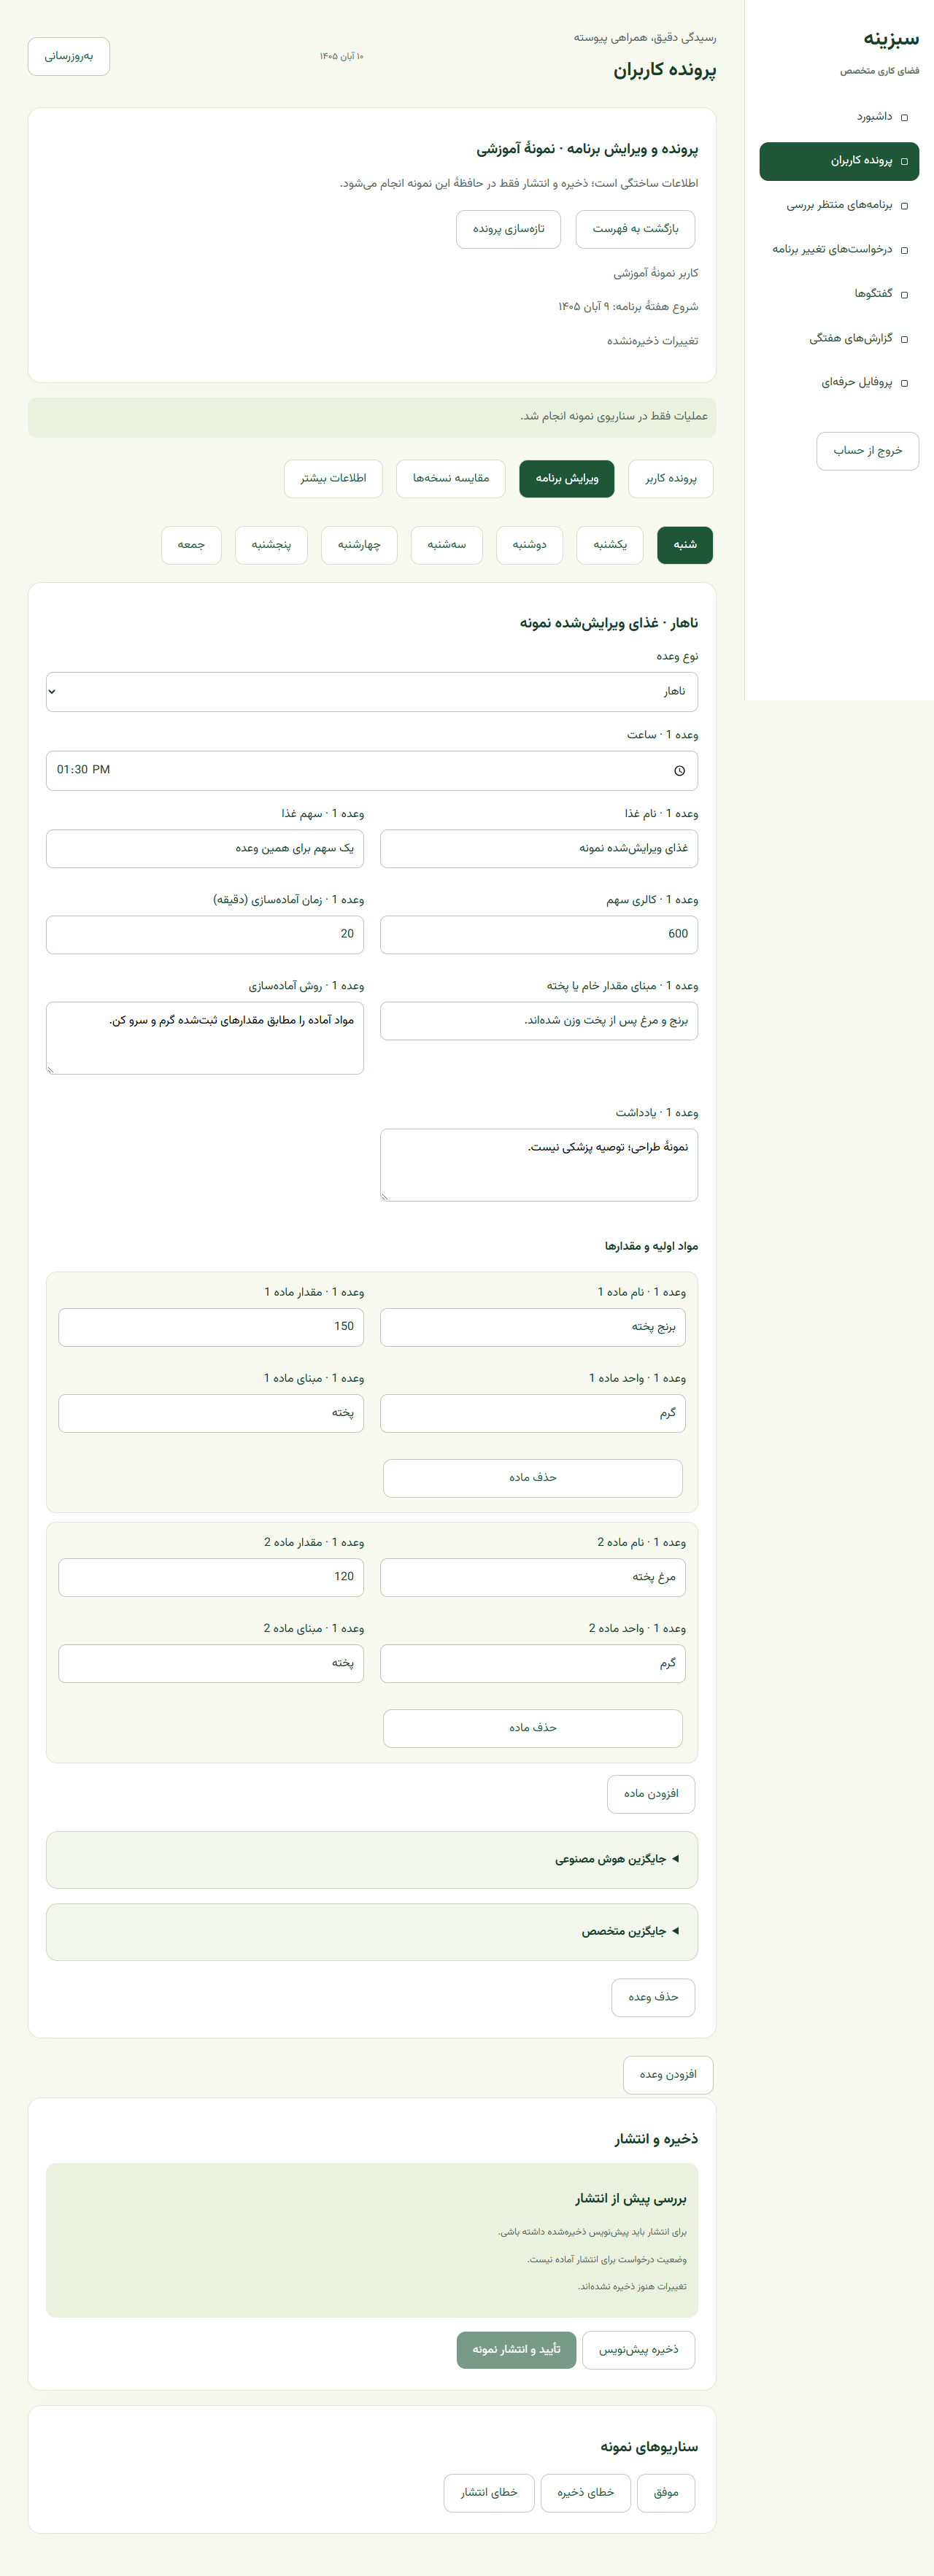 سبزینه
فضای کاری متخصص
داشبورد
پرونده کاربران
برنامه‌های منتظر بررسی
درخواست‌های تغییر برنامه
گفتگوها
گزارش‌های هفتگی
پروفایل حرفه‌ای
خروج از حساب
رسیدگی دقیق، همراهی پیوسته
پرونده کاربران
۱۰ آبان ۱۴۰۵
به‌روزرسانی
پرونده و ویرایش برنامه · نمونهٔ آموزشی
اطلاعات ساختگی است؛ ذخیره و انتشار فقط در حافظهٔ این نمونه انجام می‌شود.
بازگشت به فهرست
تازه‌سازی پرونده
کاربر نمونهٔ آموزشی
شروع هفتهٔ برنامه: ۹ آبان ۱۴۰۵
تغییرات ذخیره‌نشده
عملیات فقط در سناریوی نمونه انجام شد.
پرونده کاربر
ویرایش برنامه
مقایسه نسخه‌ها
اطلاعات بیشتر
شنبه
یکشنبه
دوشنبه
سه‌شنبه
چهارشنبه
پنجشنبه
جمعه
ناهار · غذای ویرایش‌شده نمونه
نوع وعده
ناهار
وعده 1 · ساعت
01:30 PM
وعده 1 · نام غذا
وعده 1 · سهم غذا
غذای ویرایش‌شده نمونه
یک سهم برای همین وعده
وعده 1 · کالری سهم
وعده 1 · زمان آماده‌سازی (دقیقه)
600
20
وعده 1 · مبنای مقدار خام یا پخته
وعده 1 · روش آماده‌سازی
برنج و مرغ پس از پخت وزن شده‌اند.
مواد آماده را مطابق مقدارهای ثبت‌شده گرم و سرو کن.
وعده 1 · یادداشت
نمونهٔ طراحی؛ توصیه پزشکی نیست.
مواد اولیه و مقدارها
وعده 1 · نام ماده 1
وعده 1 · مقدار ماده 1
برنج پخته
150
وعده 1 · واحد ماده 1
وعده 1 · مبنای ماده 1
گرم
پخته
حذف ماده
وعده 1 · نام ماده 2
وعده 1 · مقدار ماده 2
مرغ پخته
120
وعده 1 · واحد ماده 2
وعده 1 · مبنای ماده 2
گرم
پخته
حذف ماده
افزودن ماده
جایگزین هوش مصنوعی
جایگزین متخصص
حذف وعده
افزودن وعده
ذخیره و انتشار
بررسی پیش از انتشار
برای انتشار باید پیش‌نویس ذخیره‌شده داشته باشی.
وضعیت درخواست برای انتشار آماده نیست.
تغییرات هنوز ذخیره نشده‌اند.
ذخیره پیش‌نویس
تأیید و انتشار نمونه
سناریوهای نمونه
موفق
خطای ذخیره
خطای انتشار